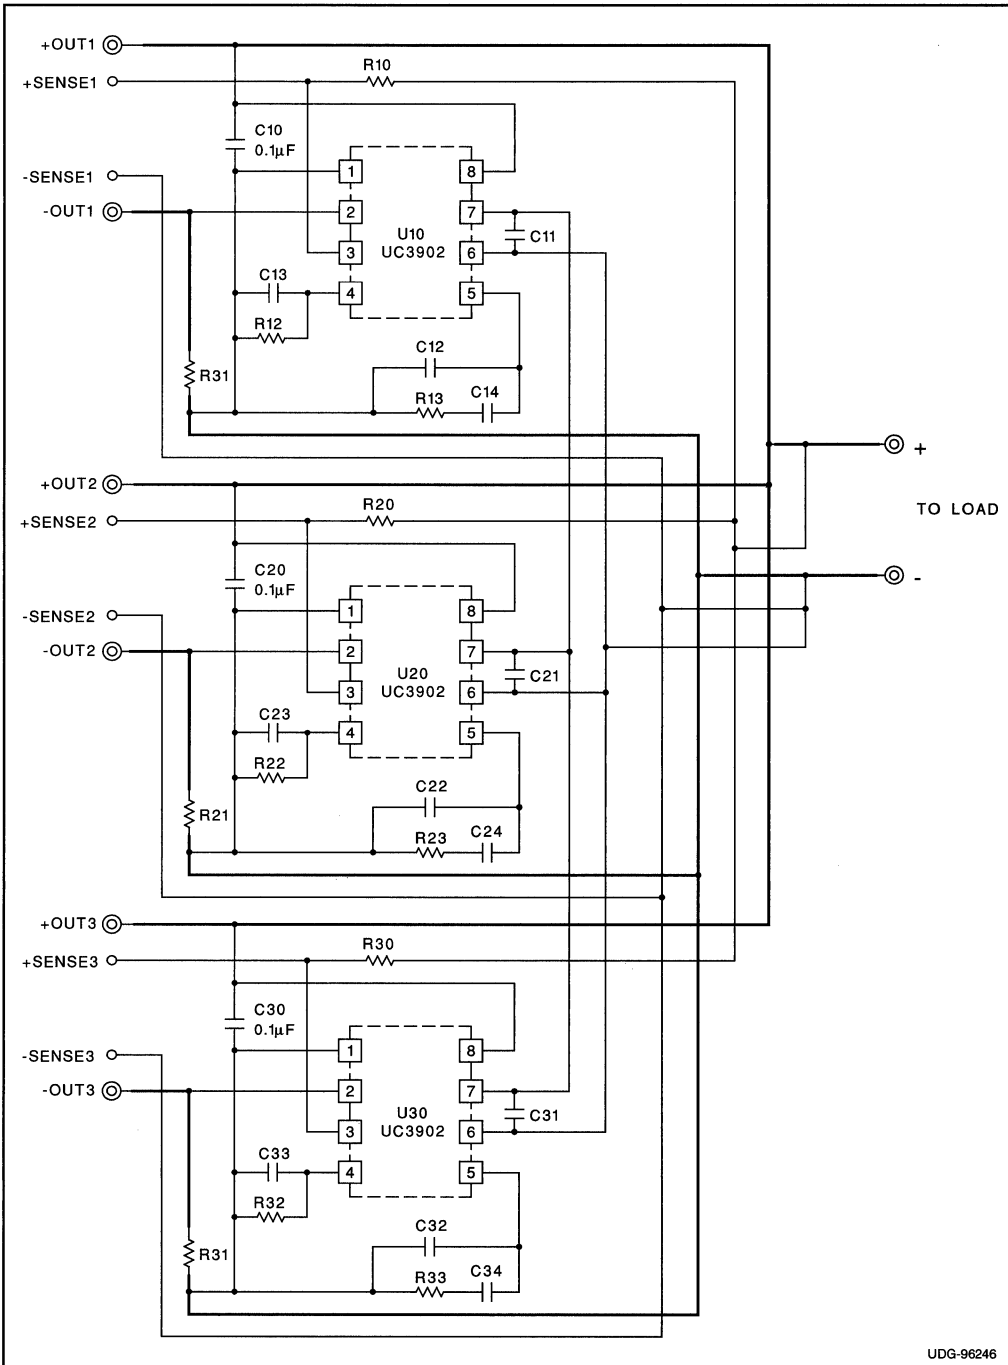 +OUT1
+SENSE1
R10
C10
0.1µF
-SENSE1
-OUT1
1
2
3
4
U10
UC3902
8
7
6
5
C11
C13
R12
R31
C12
R13
C14
+
TO LOAD
-
+OUT2
+SENSE2
R20
C20
0.1µF
-SENSE2
-OUT2
1
2
3
4
U20
UC3902
8
7
6
5
C21
C23
R22
R21
C22
R23
C24
+OUT3
+SENSE3
R30
C30
0.1µF
-SENSE3
-OUT3
1
2
3
4
U30
UC3902
8
7
6
5
C31
C33
R32
R31
C32
R33
C34
UDG-96246